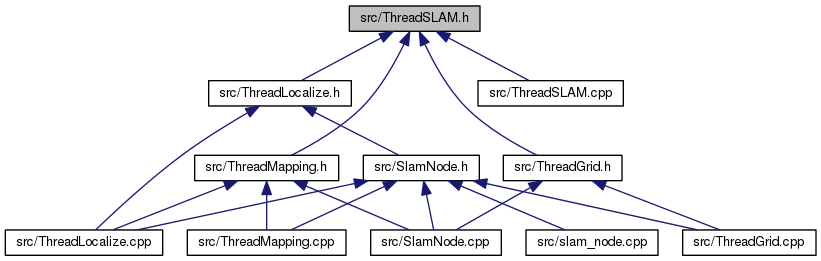 src/ThreadSLAM.h
src/ThreadLocalize.h
src/ThreadSLAM.cpp
src/ThreadMapping.h
src/SlamNode.h
src/ThreadGrid.h
src/ThreadLocalize.cpp
src/ThreadMapping.cpp
src/SlamNode.cpp
src/slam_node.cpp
src/ThreadGrid.cpp